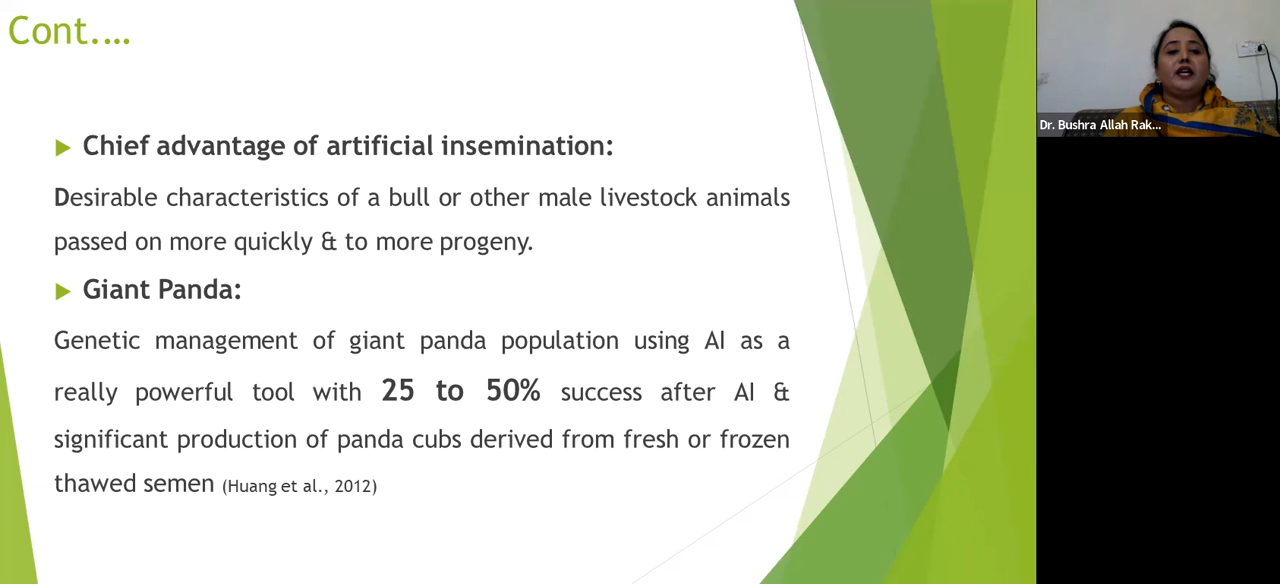 Cont.…
Chief advantage of artificial insemination:
Desirable characteristics of a bull or other male livestock animals
passed on more quickly & to more progeny.
Giant Panda:
Genetic management of giant panda population using AI as a
really powerful tool with 25 to 50% success after AI &
significant production of panda cubs derived from fresh or frozen
thawed semen (Huang et al., 2012)
Dr. Bushra Allah Rak...